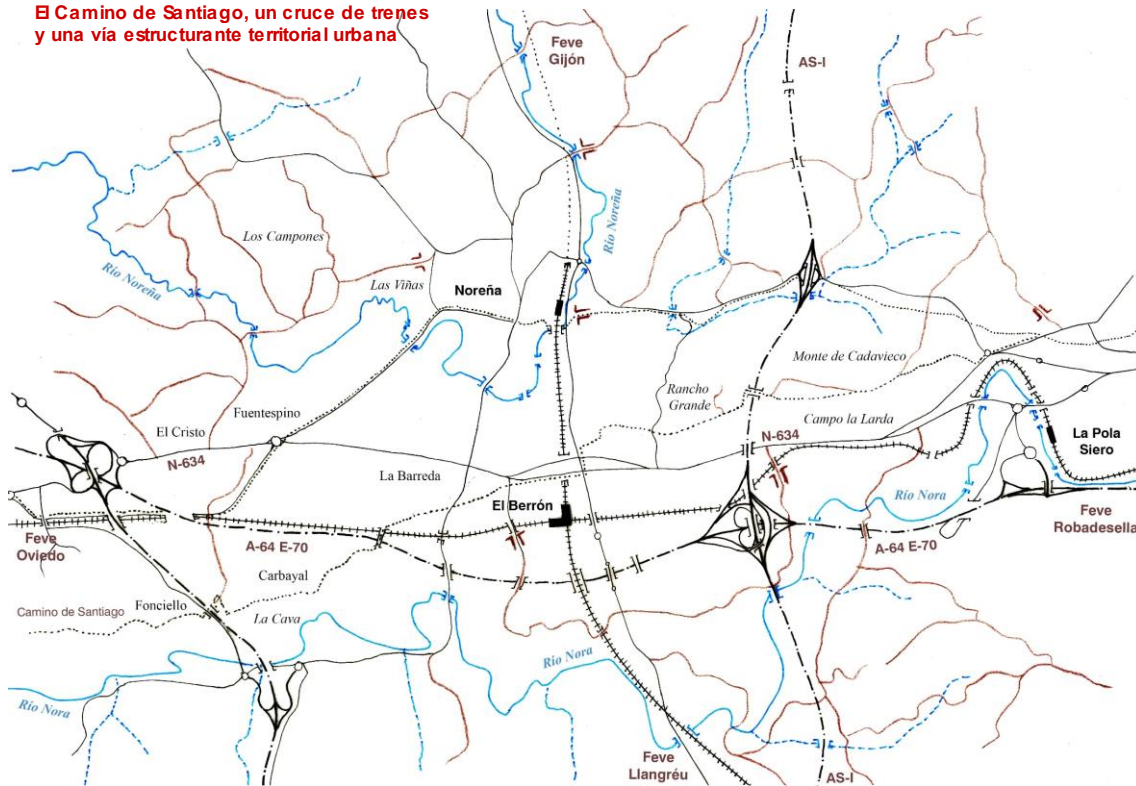 El Camino de Santiago, un cruce de trenes
y una vía estructurante territorial urbana
Feve
Gijón
AS-I
Los Campones
Río Noreña
Río Noreña
Las Viñas
Noreña
Monte de Cadavieco
Rancho
Grande
Fuentespino
Campo la Larda
El Cristo
N-634
N-634
La Pola
Siero
La Barreda
Río Nora
El Berrón
Feve
Oviedo
Feve
Robadesella
A-64 E-70
A-64 E-70
Carbayal
Fonciello
Camino de Santiago
La Cava
Río Nora
Río Nora
Feve
Llangréu
AS-I